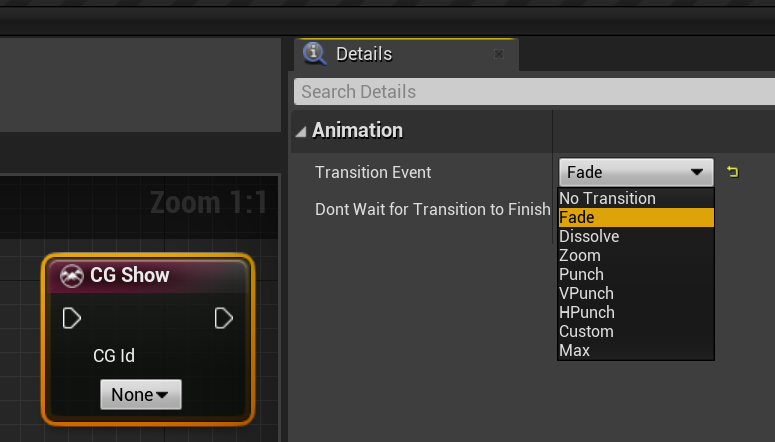 Details
Search Details
Animation
Transition Event
Fade
Dont Wait for Transition to Finish
No Transition
Fade
Dissolve
Zoom
Punch
VPunch
HPunch
Custom
Max
Zoom 1:1
CG Show
CG Id
None